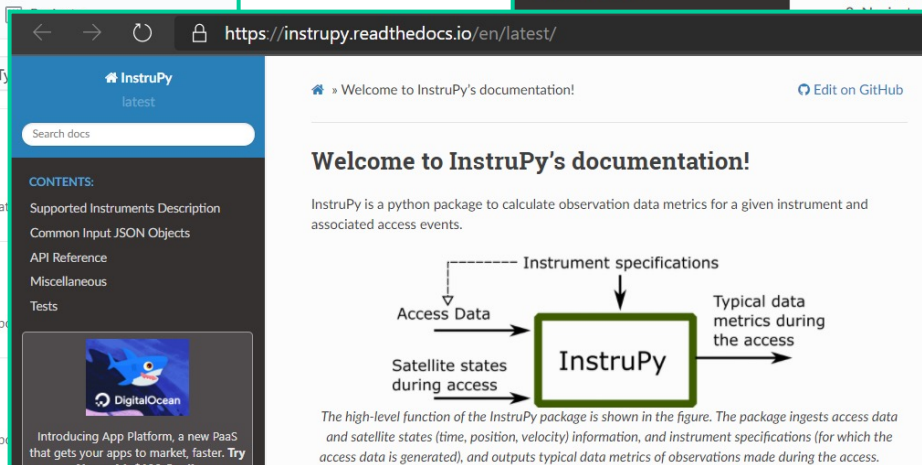 https://instrupy.readthedocs.io/en/latest/
InstruPy
latest
Search docs
CONTENTS:
Supported Instruments Description
Common Input JSON Objects
API Reference
Miscellaneous
Tests
DigitalOcean
Introducing App Platform, a new PaaS
that gets your apps to market, faster. Try
» Welcome to InstruPy's documentation!
Edit on GitHub
Welcome to InstruPy's documentation!
InstruPy is a python package to calculate observation data metrics for a given instrument and
associated access events.
Instrument specifications
Access Data
Satellite states
during access
InstruPy
Typical data
metrics during
the access
The high-level function of the InstruPy package is shown in the figure. The package ingests access data
and satellite states (time, position, velocity) information, and instrument specifications (for which the
access data is generated), and outputs typical data metrics of observations made during the access.